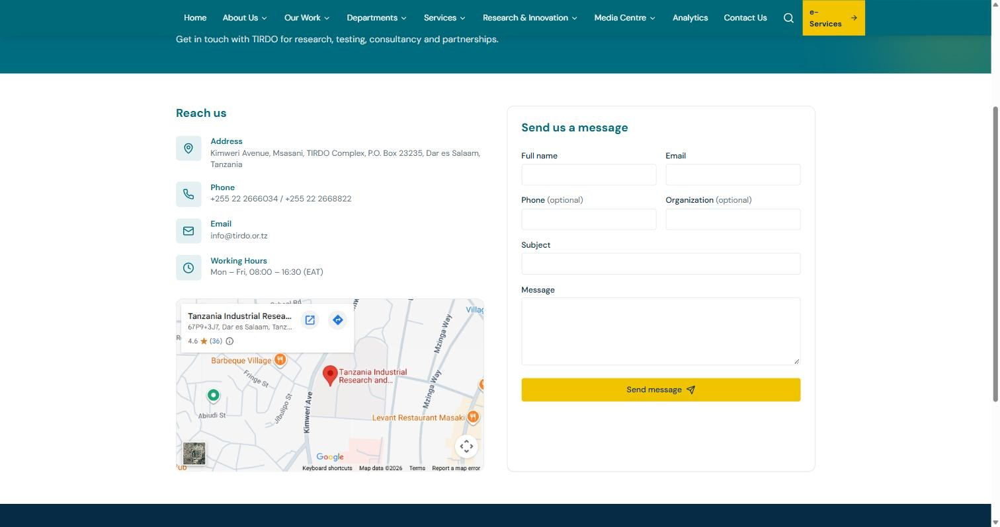 Home About Us Our Work Departments Services Research & Innovation Media Centre Analytics Contact Us
e-
Services
Get in touch with TIRDO for research, testing, consultancy and partnerships.
Reach us
Address
Kimweri Avenue, Msasani, TIRDO Complex, P.O. Box 23235, Dar es Salaam,
Tanzania
Phone
+255 22 2666034 / +255 22 2668822
Email
info@tirdo.or.tz
Working Hours
Mon – Fri, 08:00 – 16:30 (EAT)
Tanzania Industrial Resea...
67P9+3J7, Dar es Salaam, Tanz...
4.6 ★ (36)
Villag
Mzinga Way
Barbeque Village
Fringe St
Tanzania Industrial
Research and...
Mzinga Way
Jibulipo St
Kimweri Ave
Abiudi St
Levant Restaurant Masaki
Google
Keyboard shortcuts Map data ©2026 Terms Report a map error
Send us a message
Full name Email
Phone (optional) Organization (optional)
Subject
Message
Send message